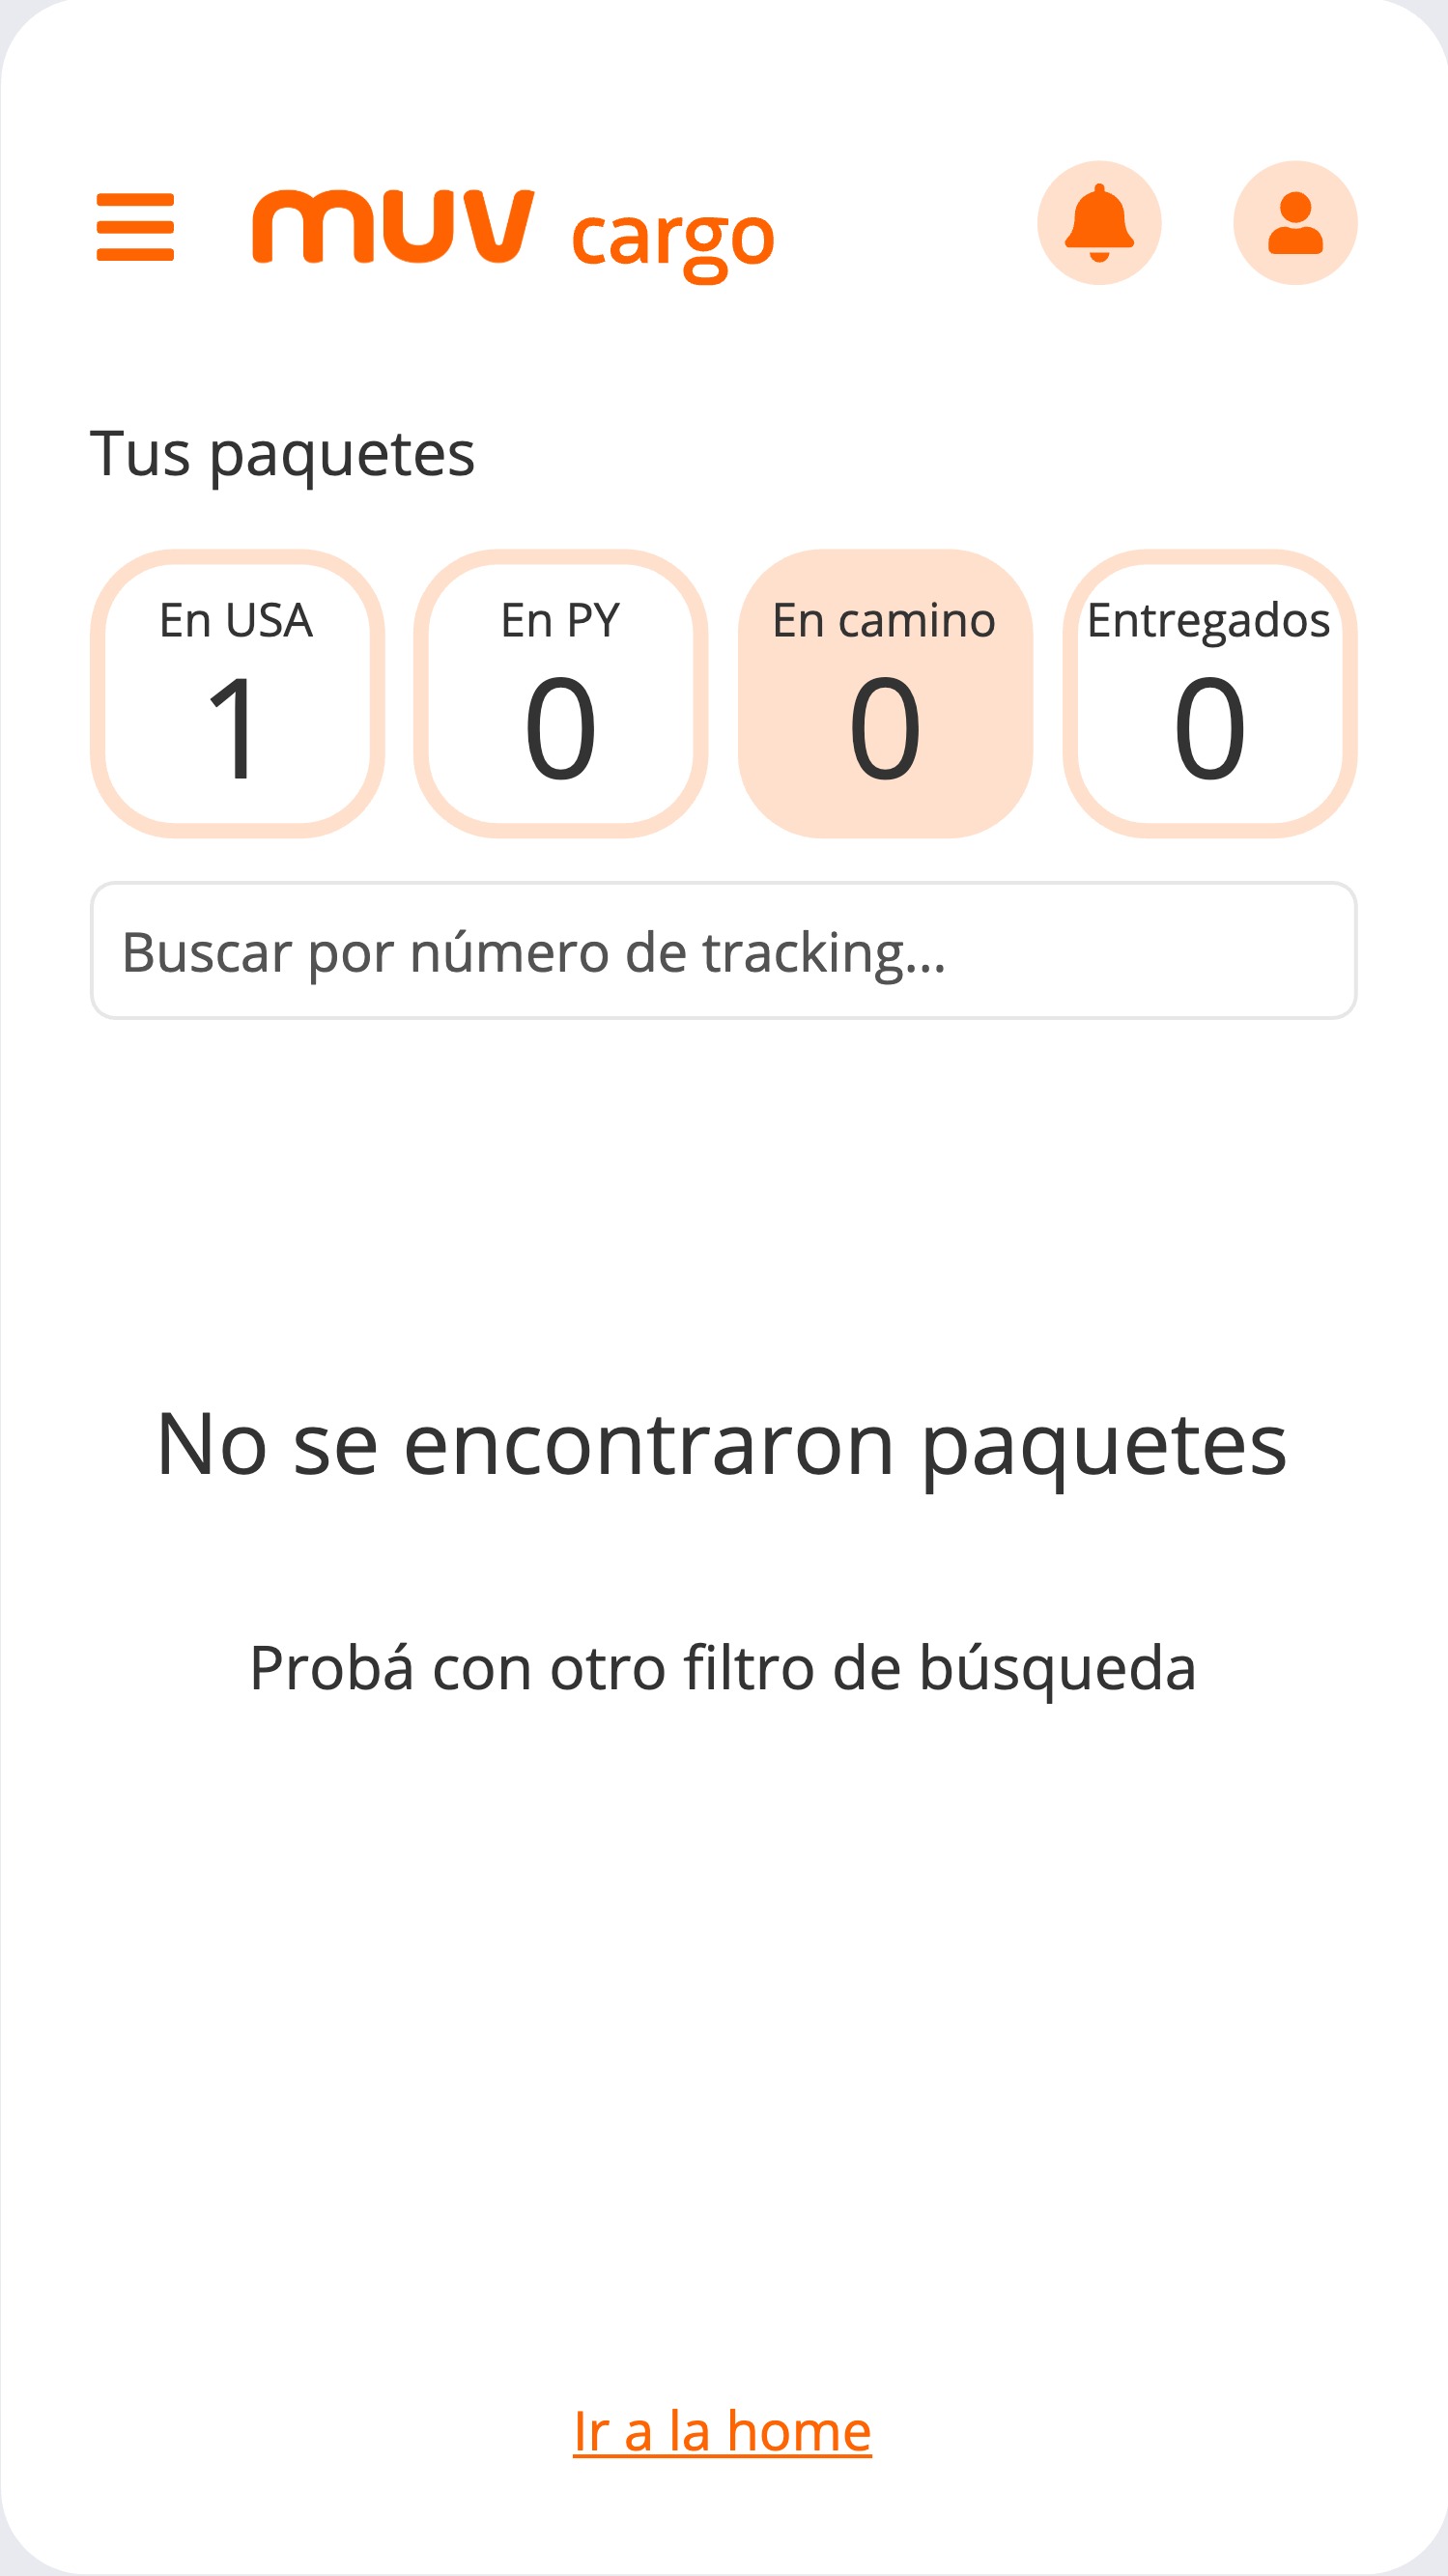 muv cargo
Tus paquetes
En USA
1
En PY
0
En camino
0
Entregados
0
Buscar por número de tracking...
No se encontraron paquetes
Probá con otro filtro de búsqueda
Ir a la home